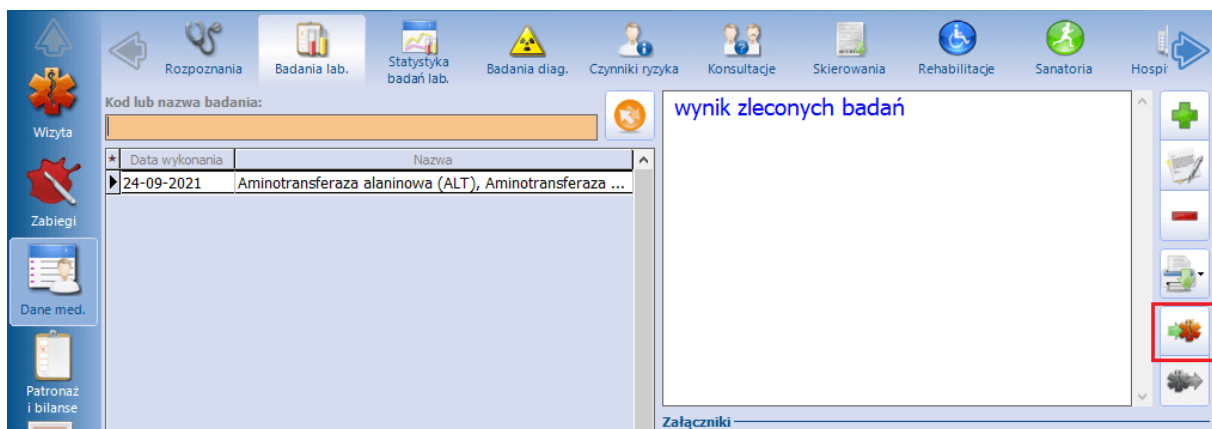 Rozpoznania
Badania lab.
Statystyka
badań lab.
Badania diag.
Czynniki ryzyka
Konsultacje
Skierowania
Rehabilitacje
Sanatoria
Hospi
Wizyta
Zabiegi
Dane med.
Patronaż
i bilanse
Kod lub nazwa badania:
* Data wykonania Nazwa
24-09-2021 Aminotransferaza alaninowa (ALT), Aminotransferaza ...
wynik zleconych badań
Załączniki